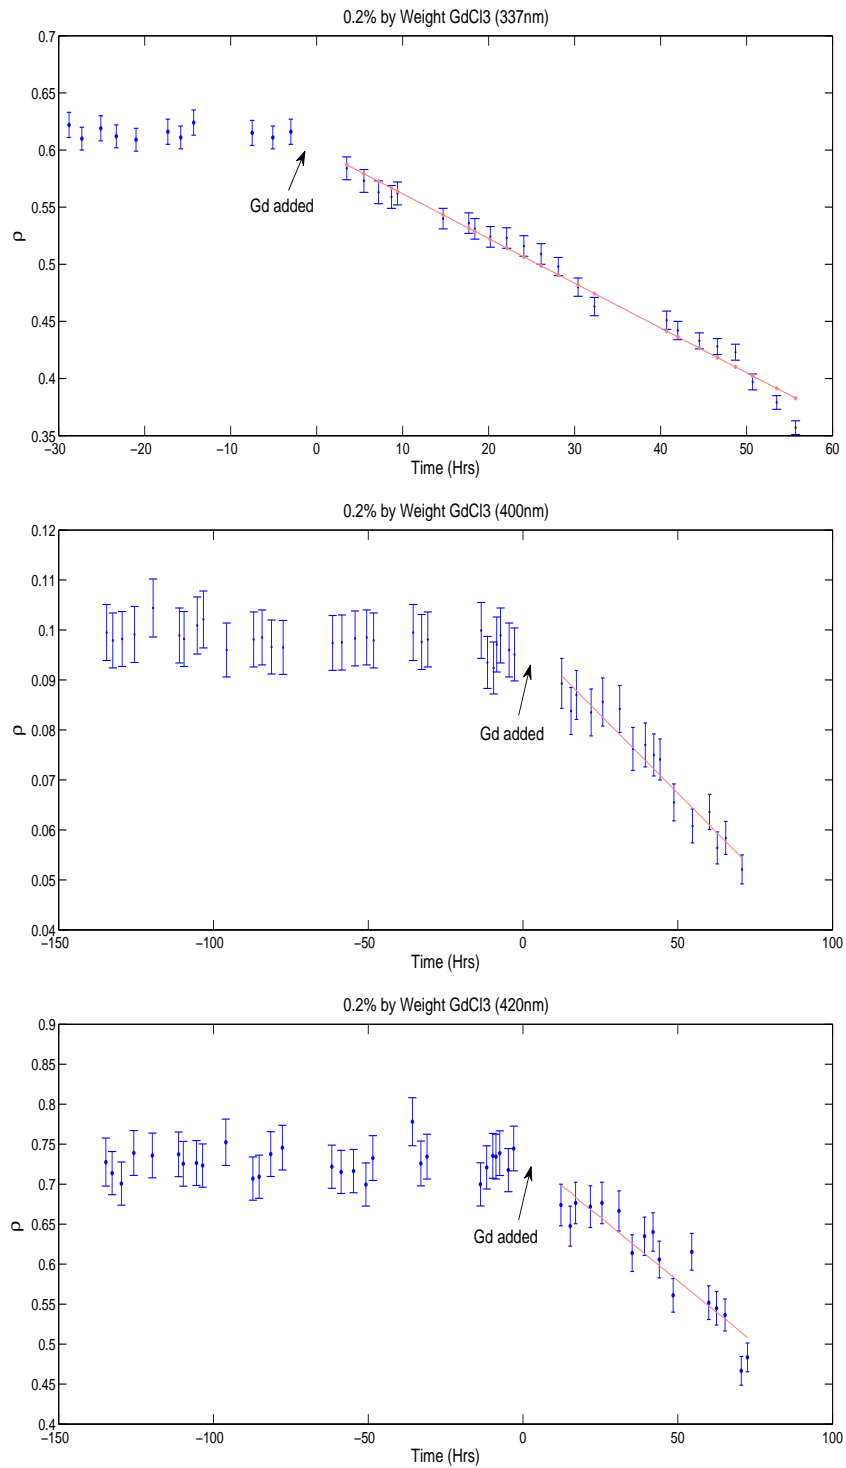 0.2% by Weight GdCl3 (337nm)
0.7
0.65
0.6
0.55
0.5
0.45
0.4
0.35
ρ
Gd added
−30 −20 −10 0 10 20 30 40 50 60
Time (Hrs)
0.2% by Weight GdCl3 (400nm)
0.12
0.11
0.1
0.09
0.08
0.07
0.06
0.05
0.04
ρ
Gd added
−150 −100 −50 0 50 100
Time (Hrs)
0.2% by Weight GdCl3 (420nm)
0.9
0.85
0.8
0.75
0.7
0.65
0.6
0.55
0.5
0.45
0.4
ρ
Gd added
−150 −100 −50 0 50 100
Time (Hrs)